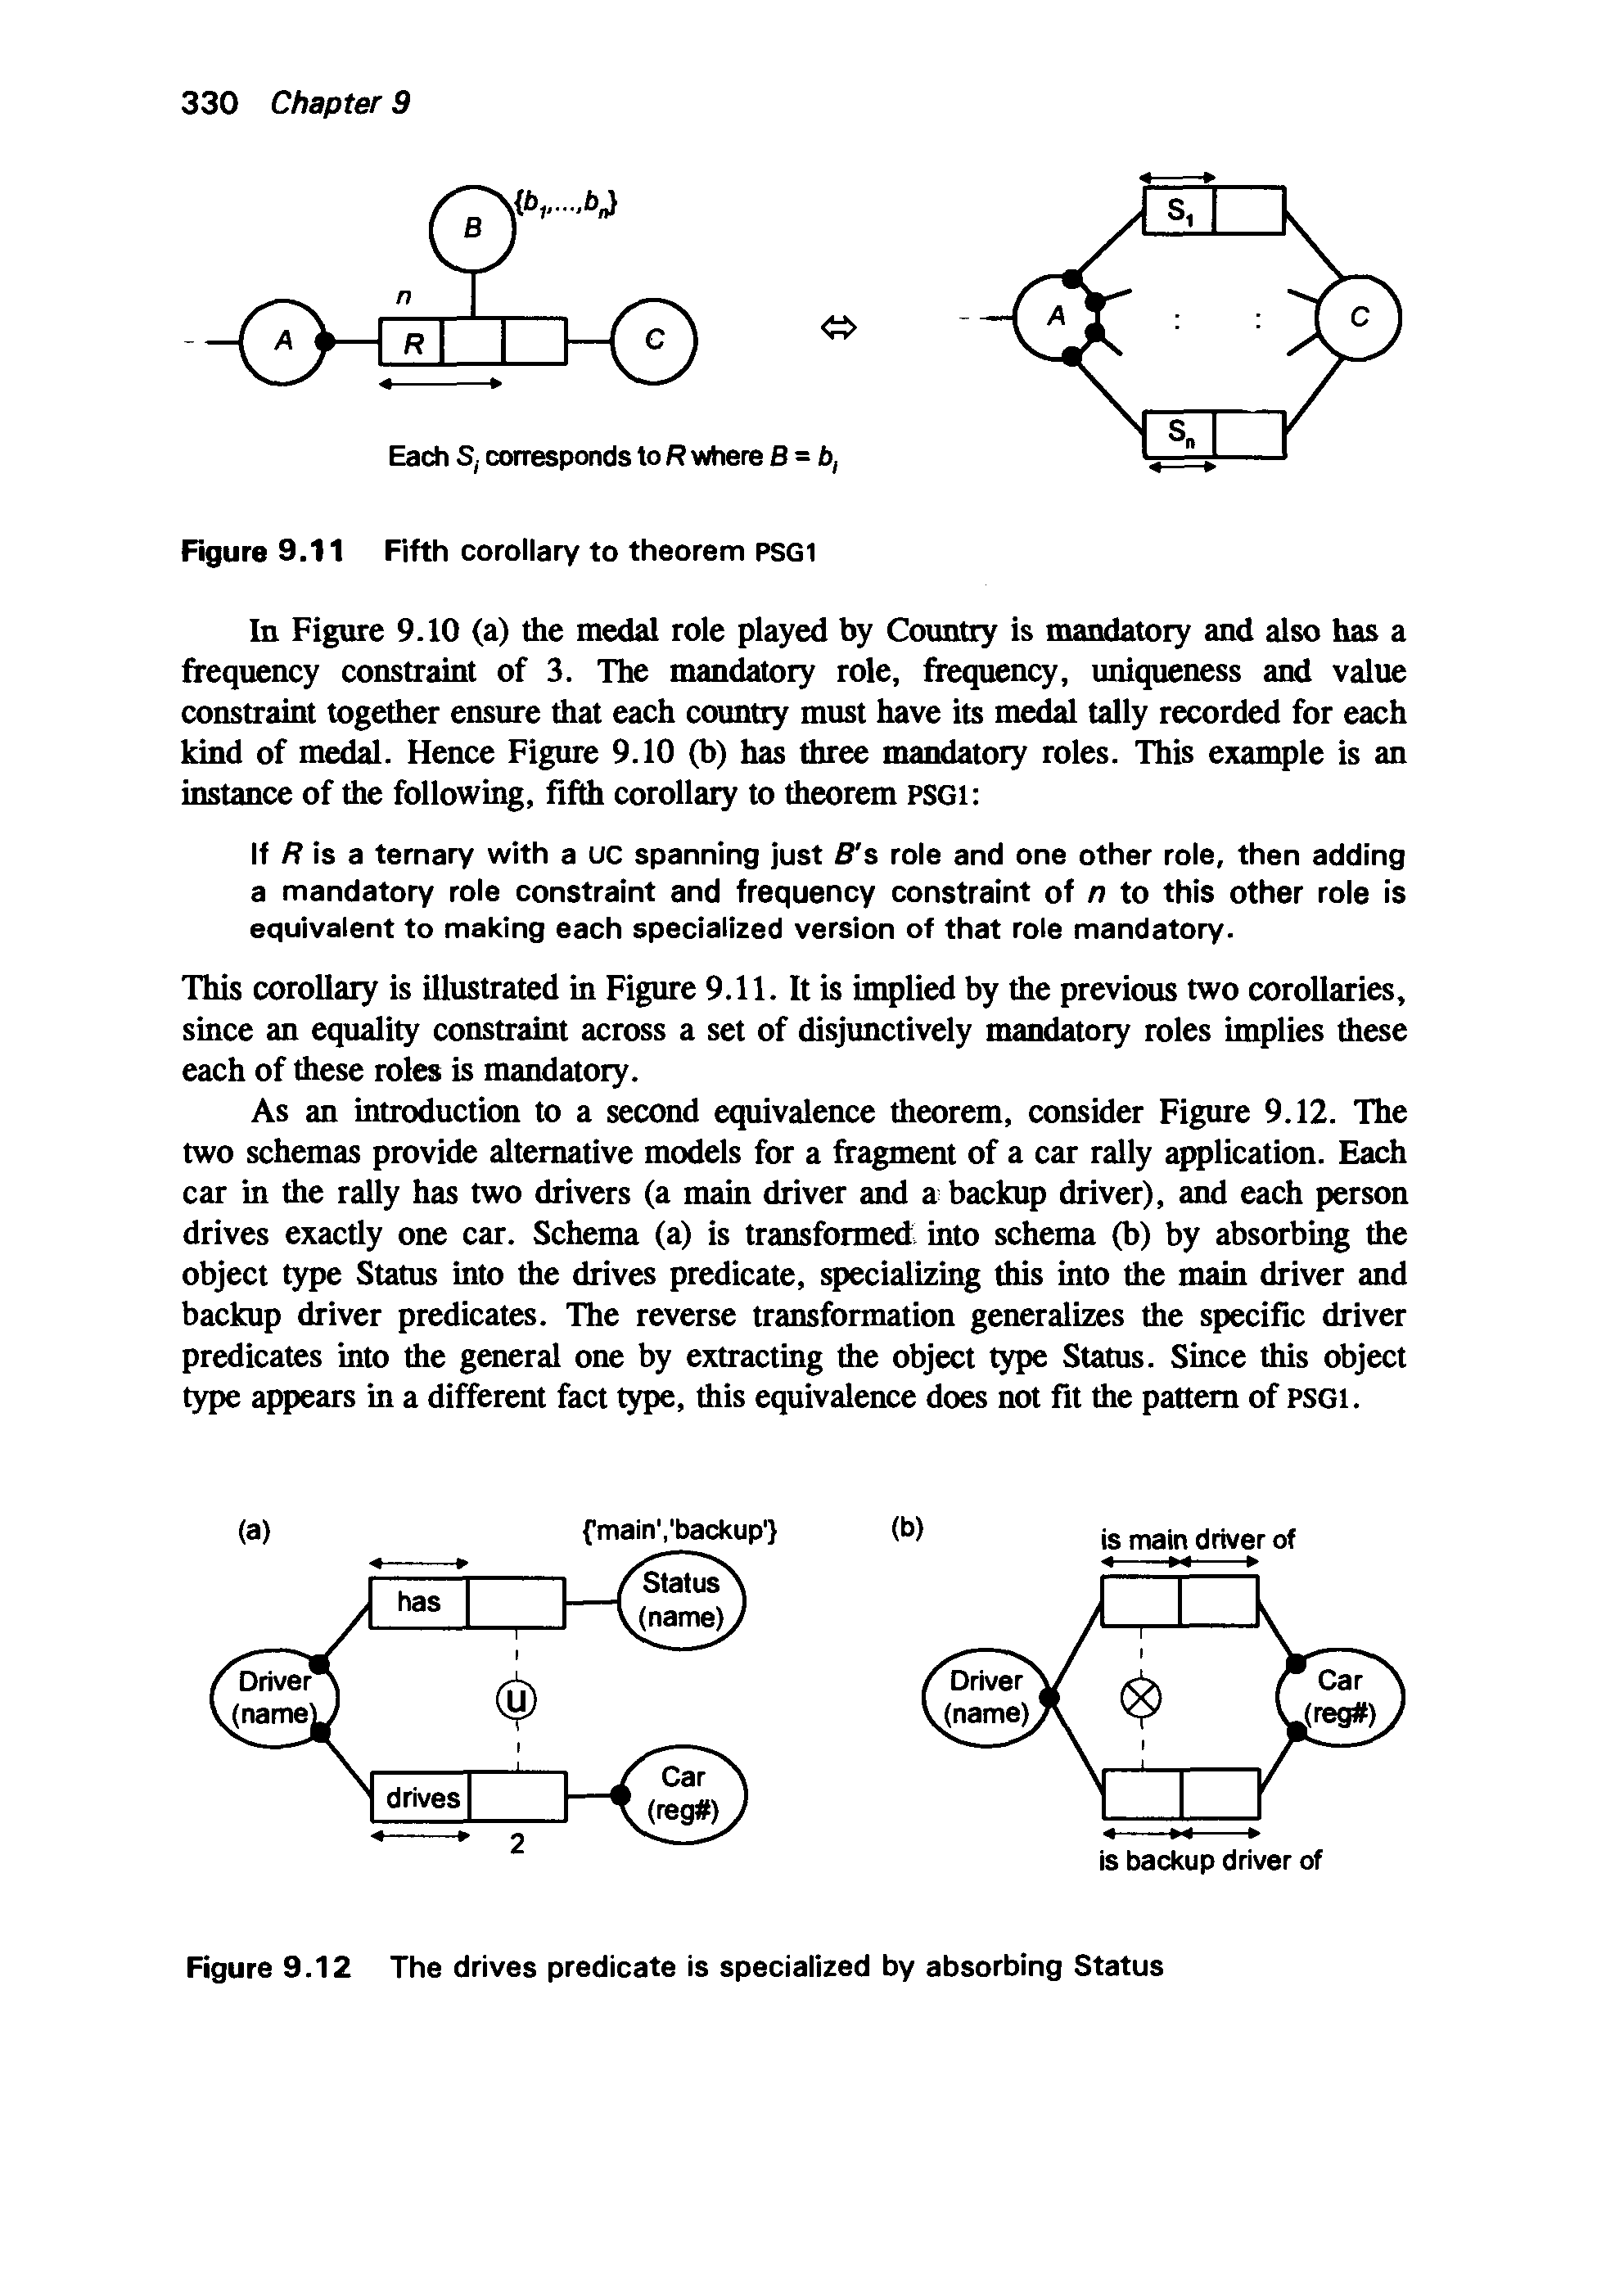 330 Chapter 9
{b1,...,bn}
B
n
A
R
C
⇔
S1
A
:
:
C
Sn
Each Si corresponds to R where B = bi
Figure 9.11 Fifth corollary to theorem PSG1
In Figure 9.10 (a) the medal role played by Country is mandatory and also has a
frequency constraint of 3. The mandatory role, frequency, uniqueness and value
constraint together ensure that each country must have its medal tally recorded for each
kind of medal. Hence Figure 9.10 (b) has three mandatory roles. This example is an
instance of the following, fifth corollary to theorem PSG1:
If R is a ternary with a UC spanning just B's role and one other role, then adding
a mandatory role constraint and frequency constraint of n to this other role is
equivalent to making each specialized version of that role mandatory.
This corollary is illustrated in Figure 9.11. It is implied by the previous two corollaries,
since an equality constraint across a set of disjunctively mandatory roles implies these
each of these roles is mandatory.
As an introduction to a second equivalence theorem, consider Figure 9.12. The
two schemas provide alternative models for a fragment of a car rally application. Each
car in the rally has two drivers (a main driver and a backup driver), and each person
drives exactly one car. Schema (a) is transformed into schema (b) by absorbing the
object type Status into the drives predicate, specializing this into the main driver and
backup driver predicates. The reverse transformation generalizes the specific driver
predicates into the general one by extracting the object type Status. Since this object
type appears in a different fact type, this equivalence does not fit the pattern of PSG1.
(a)
{'main','backup'}
has
Status
(name)
Driver
(name)
u
drives
Car
(reg#)
2
(b)
is main driver of
Driver
(name)
Car
(reg#)
is backup driver of
Figure 9.12 The drives predicate is specialized by absorbing Status